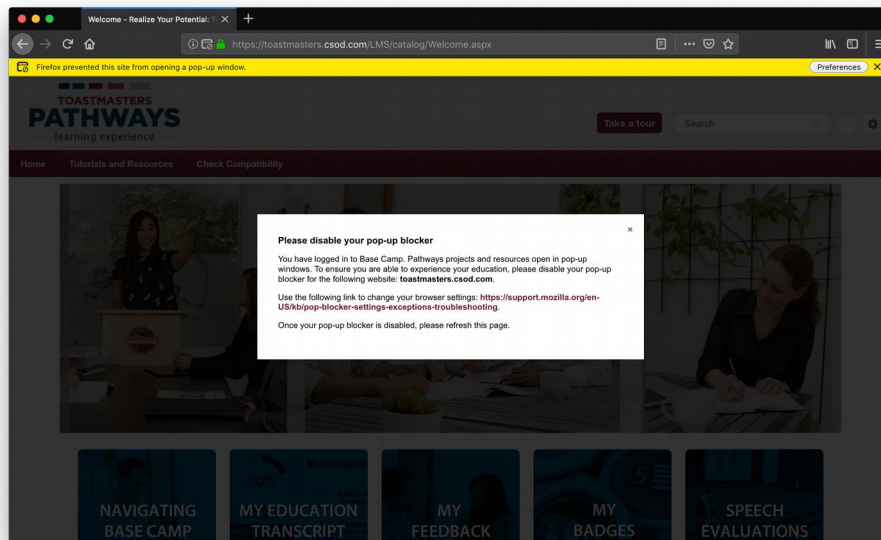 Welcome - Realize Your Potential: T
https://toastmasters.csod.com/LMS/catalog/Welcome.aspx
Firefox prevented this site from opening a pop-up window.
Preferences
TOASTMASTERS
PATHWAYS
learning experience
Take a tour
Search
Home
Tutorials and Resources
Check Compatibility
Please disable your pop-up blocker
You have logged in to Base Camp. Pathways projects and resources open in pop-up
windows. To ensure you are able to experience your education, please disable your pop-up
blocker for the following website: toastmasters.csod.com.
Use the following link to change your browser settings: https://support.mozilla.org/en-
US/kb/pop-blocker-settings-exceptions-troubleshooting.
Once your pop-up blocker is disabled, please refresh this page.
20%
NAVIGATING
BASE CAMP
MY EDUCATION
TRANSCRIPT
MY
FEEDBACK
5
MY
BADGES
SPEECH
EVALUATIONS